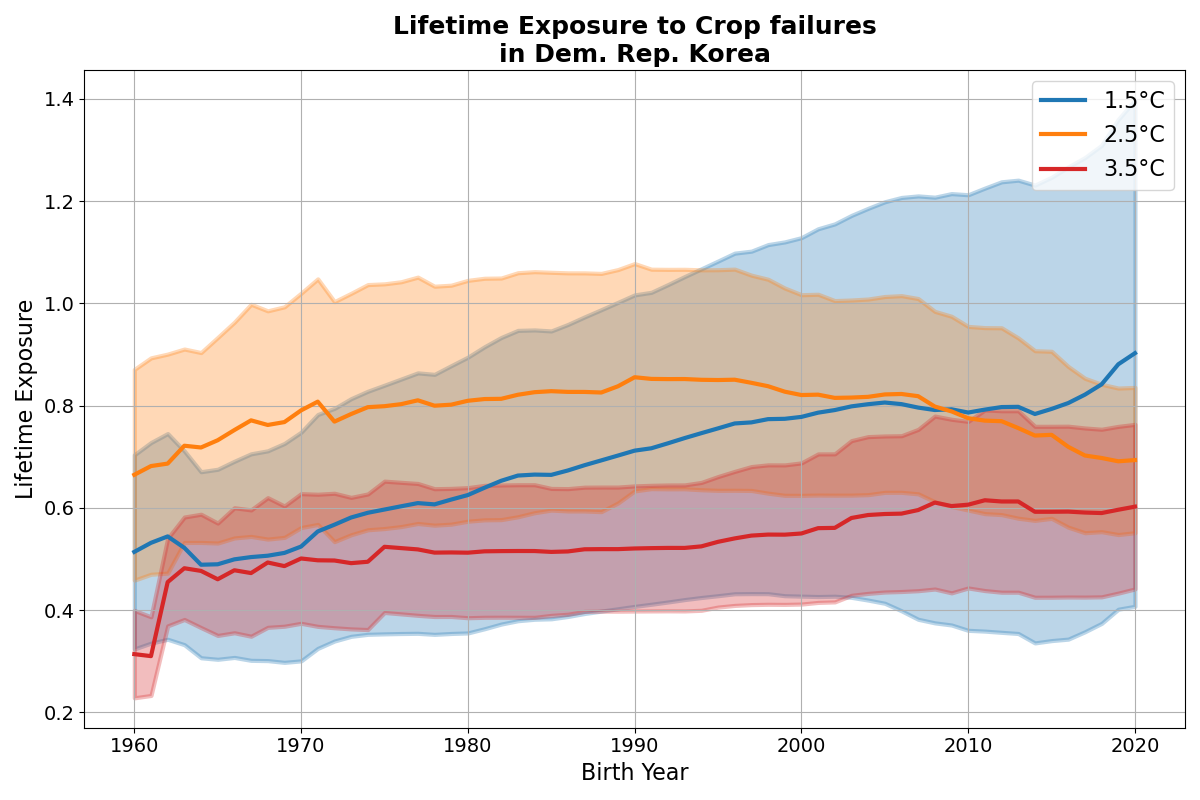 Lifetime Exposure to Crop failures
in Dem. Rep. Korea
1.5°C
2.5°C
3.5°C
Lifetime Exposure
1.4
1.2
1.0
0.8
0.6
0.4
0.2
1960 1970 1980 1990 2000 2010 2020
Birth Year